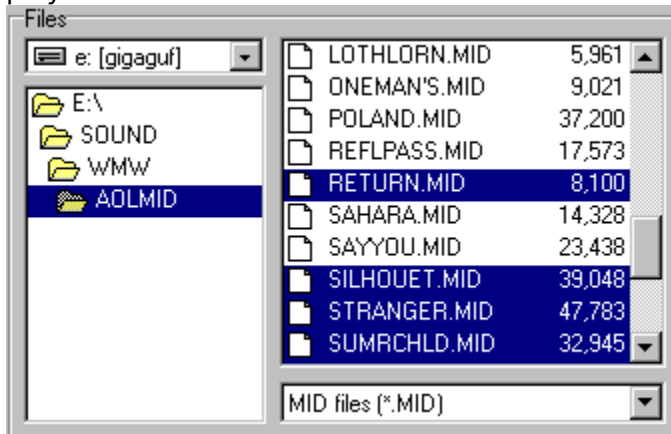 Files
e: [gigaguf]
E:\
SOUND
WMW
AOLMID
LOTHLORN.MID 5,961
ONEMAN'S.MID 9,021
POLAND.MID 37,200
REFLPASS.MID 17,573
RETURN.MID 8,100
SAHARA.MID 14,328
SAYYOU.MID 23,438
SILHOUET.MID 39,048
STRANGER.MID 47,783
SUMRCHLD.MID 32,945
MID files (*.MID)